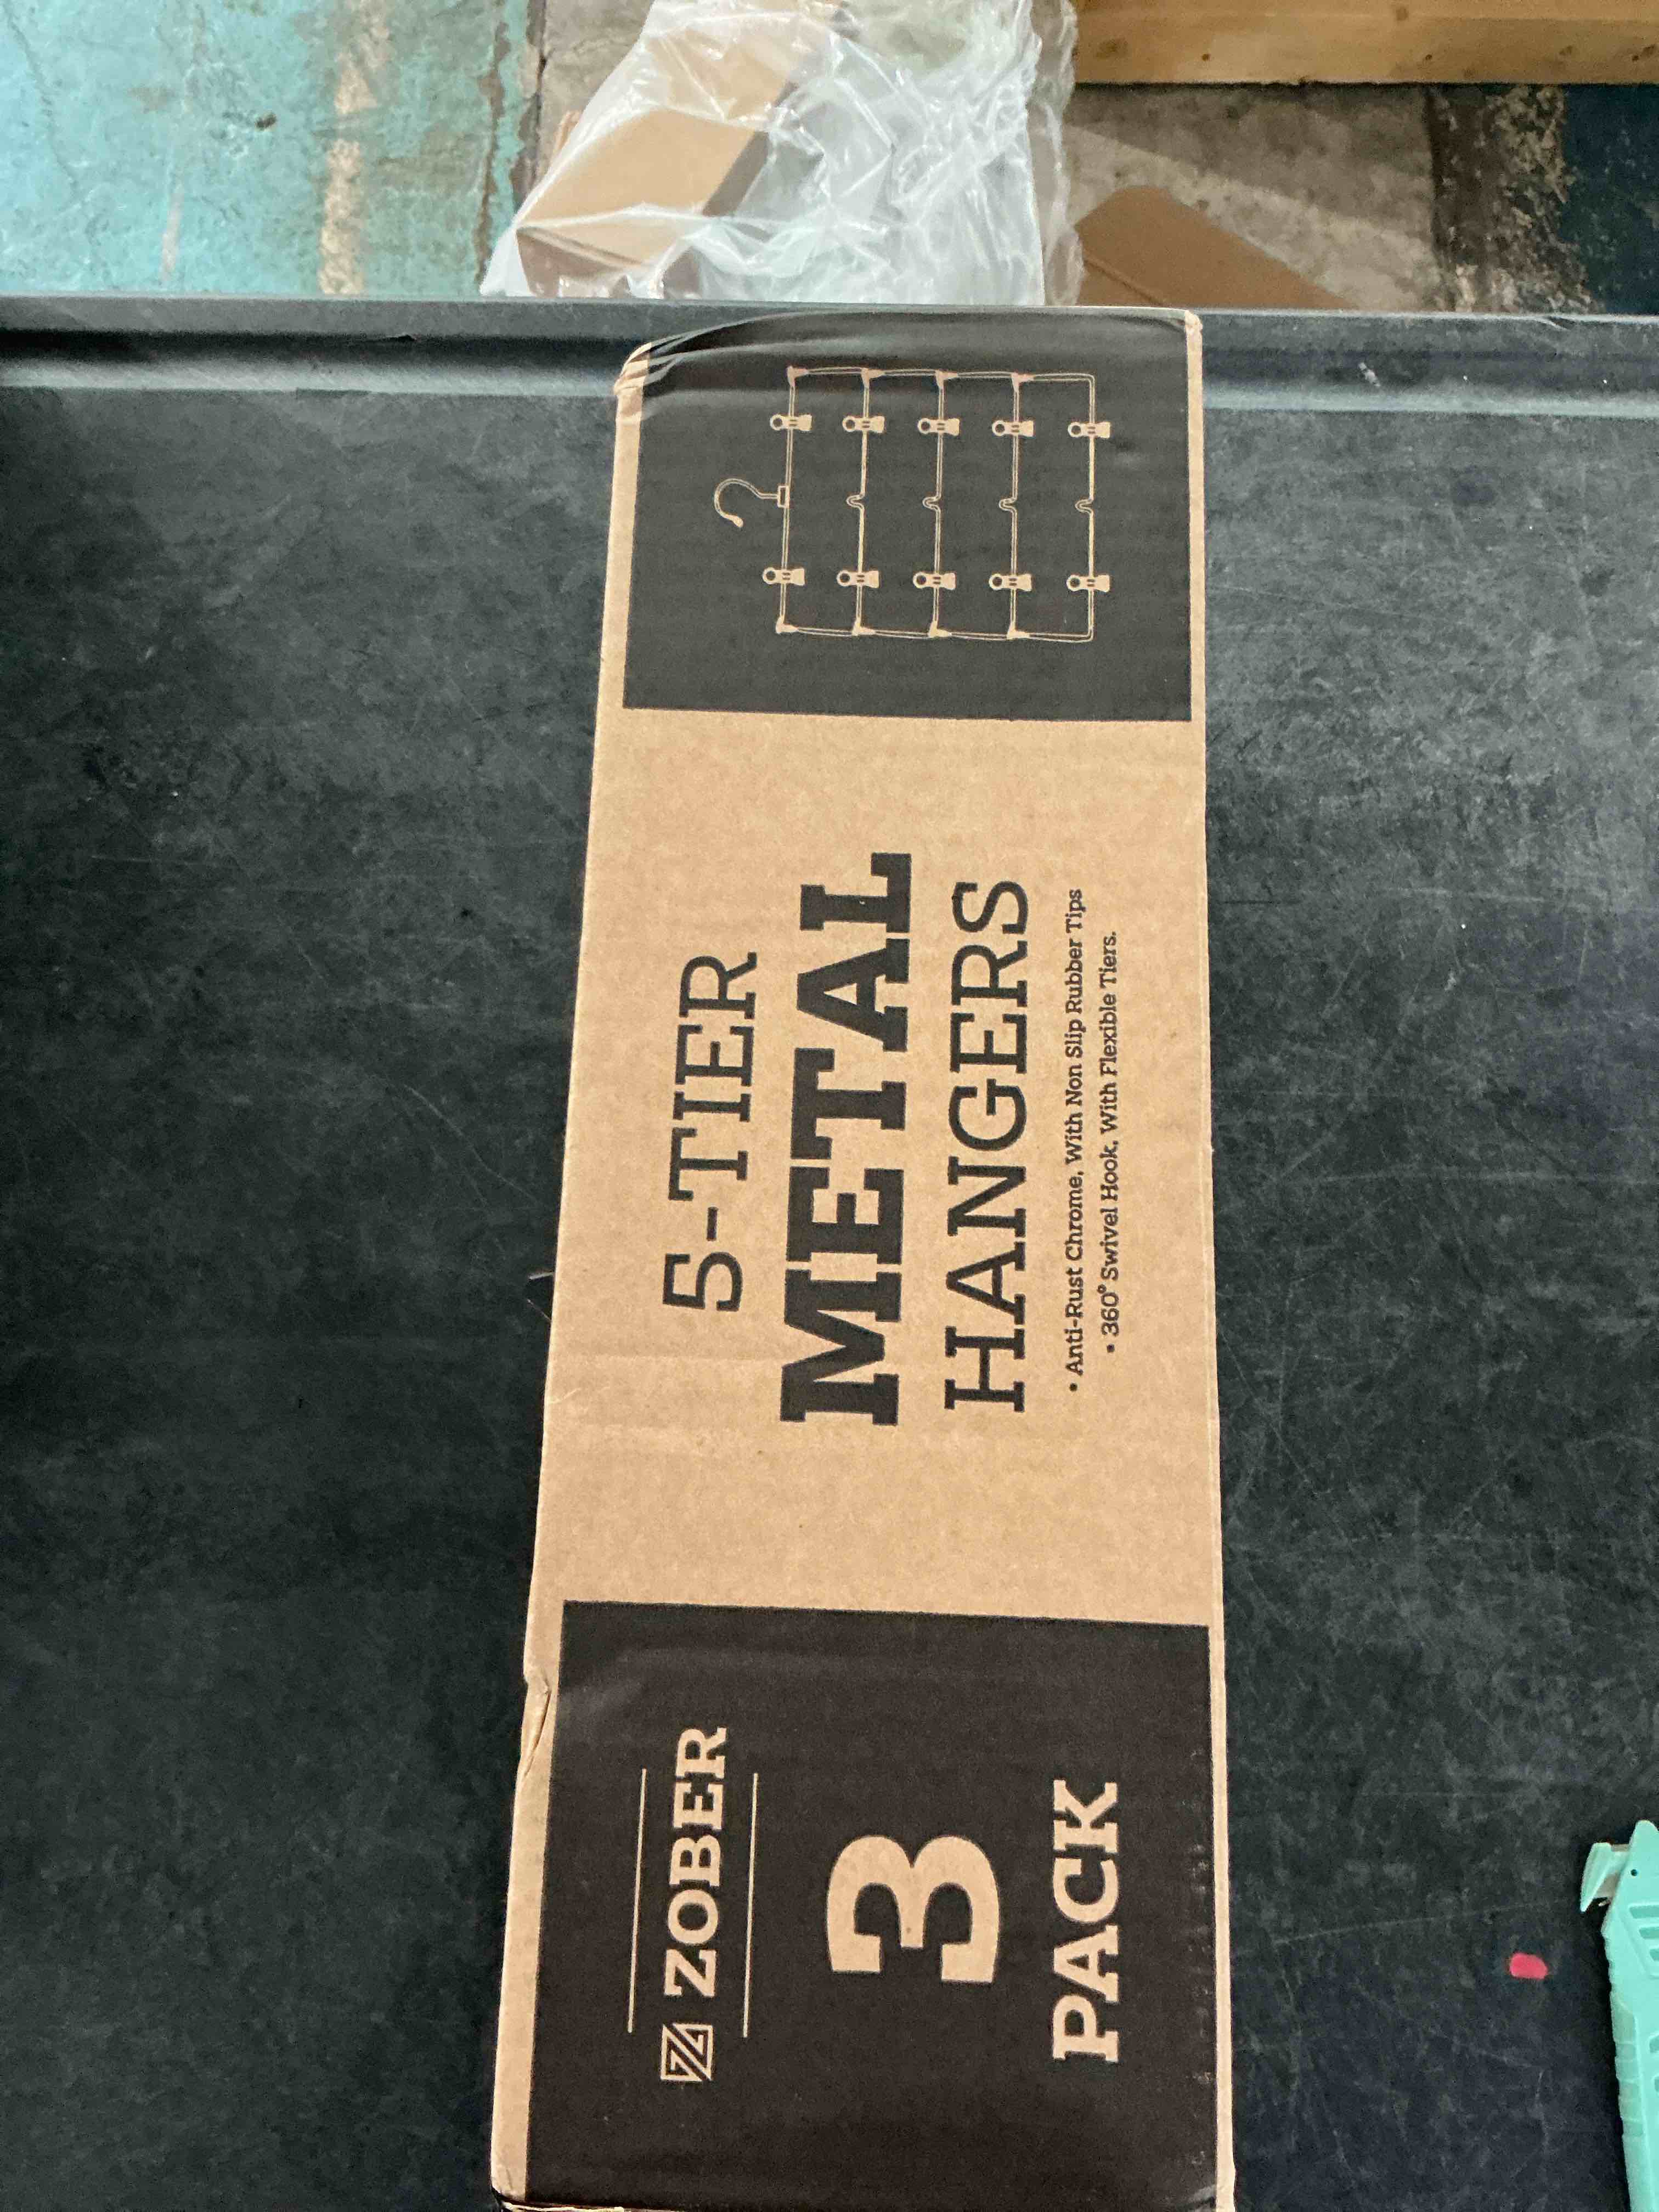 ZOBER
3
PACK
5-TIER
METAL
HANGERS
• Anti-Rust Chrome, With Non Slip Rubber Tips
• 360° Swivel Hook, With Flexible Tiers.